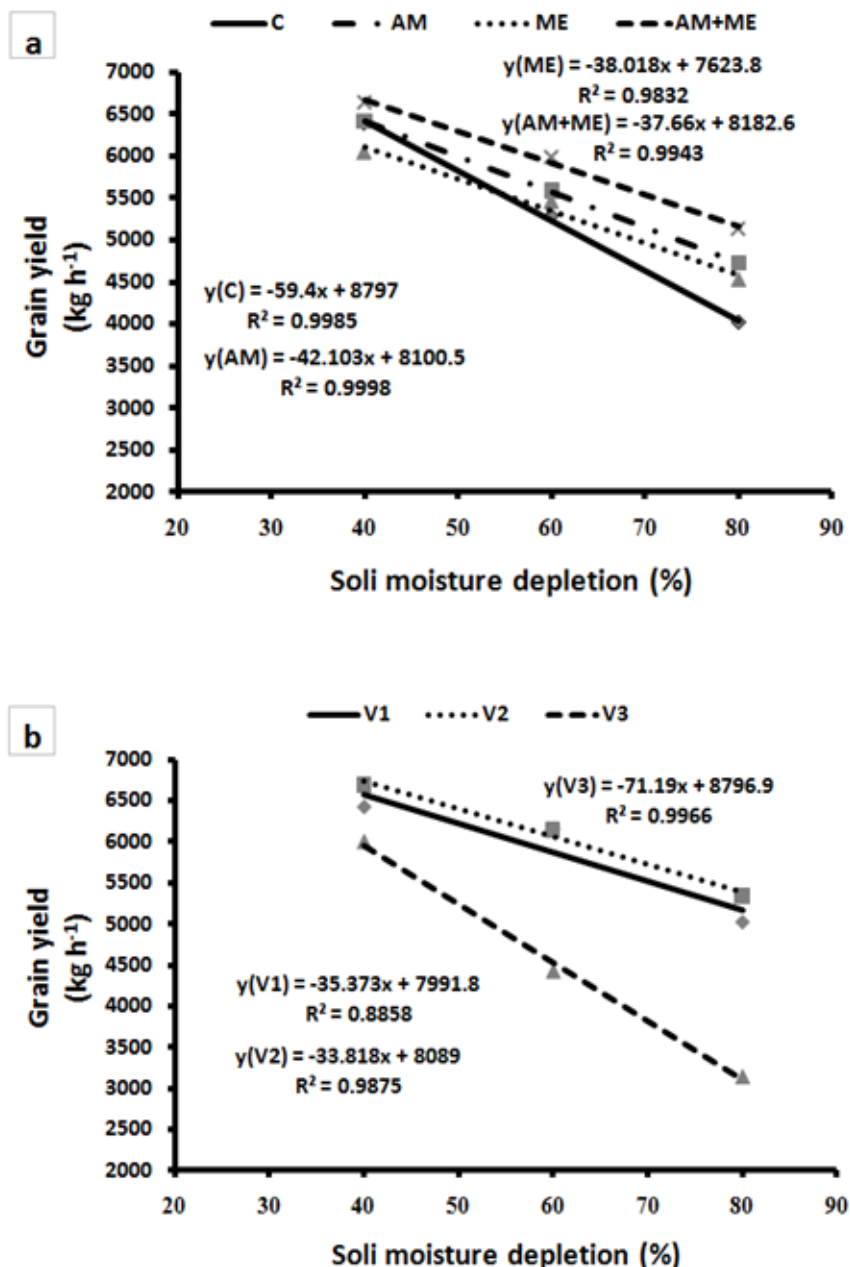 a
C AM ME AM+ME
y(ME) = -38.018x + 7623.8
R² = 0.9832
y(AM+ME) = -37.66x + 8182.6
R² = 0.9943
y(C) = -59.4x + 8797
R² = 0.9985
y(AM) = -42.103x + 8100.5
R² = 0.9998
Grain yield
(kg h⁻¹)
7000
6500
6000
5500
5000
4500
4000
3500
3000
2500
2000
20 30 40 50 60 70 80 90
Soli moisture depletion (%)
b
V1 V2 V3
y(V3) = -71.19x + 8796.9
R² = 0.9966
y(V1) = -35.373x + 7991.8
R² = 0.8858
y(V2) = -33.818x + 8089
R² = 0.9875
Grain yield
(kg h⁻¹)
7000
6500
6000
5500
5000
4500
4000
3500
3000
2500
2000
20 30 40 50 60 70 80 90
Soli moisture depletion (%)